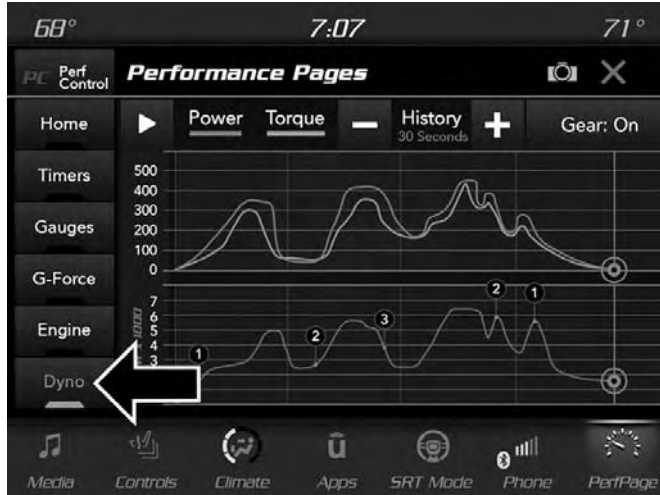 68° 7:07 71°
PC Perf Control Performance Pages
Home Power Torque History 30 Seconds Gear: On
Timers
Gauges
G-Force
Engine
Dyno
500
400
300
200
100
0
7
6
5
4
3
1 2 3 2 1
Media Controls Climate Apps SRT Mode Phone PerfPage